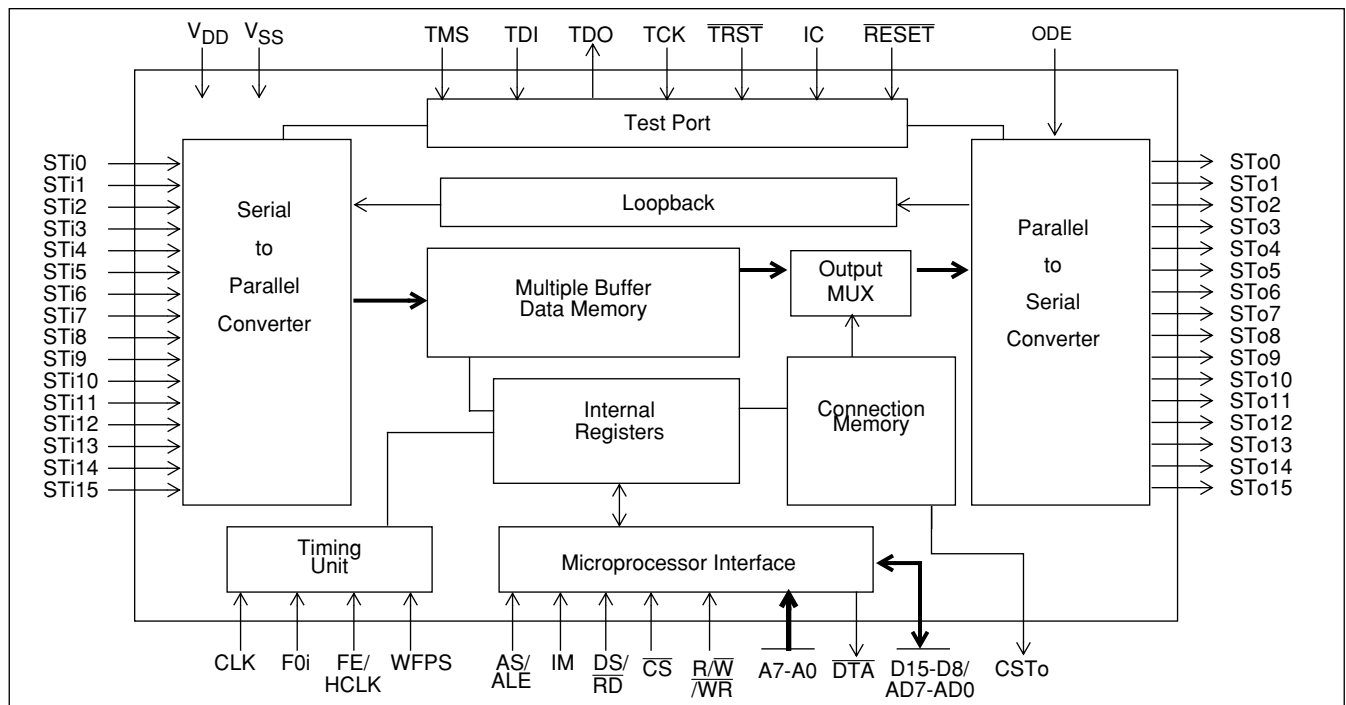 VDD VSS TMS TDI TDO TCK TRST IC RESET ODE
Test Port
STi0
STi1
STi2
STi3
STi4
STi5
STi6
STi7
STi8
STi9
STi10
STi11
STi12
STi13
STi14
STi15
Serial
to
Parallel
Converter
Loopback
Multiple Buffer
Data Memory
Output
MUX
Internal
Registers
Connection
Memory
Parallel
to
Serial
Converter
STo0
STo1
STo2
STo3
STo4
STo5
STo6
STo7
STo8
STo9
STo10
STo11
STo12
STo13
STo14
STo15
Timing
Unit
Microprocessor Interface
CLK
F0i
FE/
HCLK
WFPS
AS/
ALE
IM
DS/
RD
CS
R/W
/WR
A7-A0
DTA
D15-D8/
AD7-AD0
CSTo